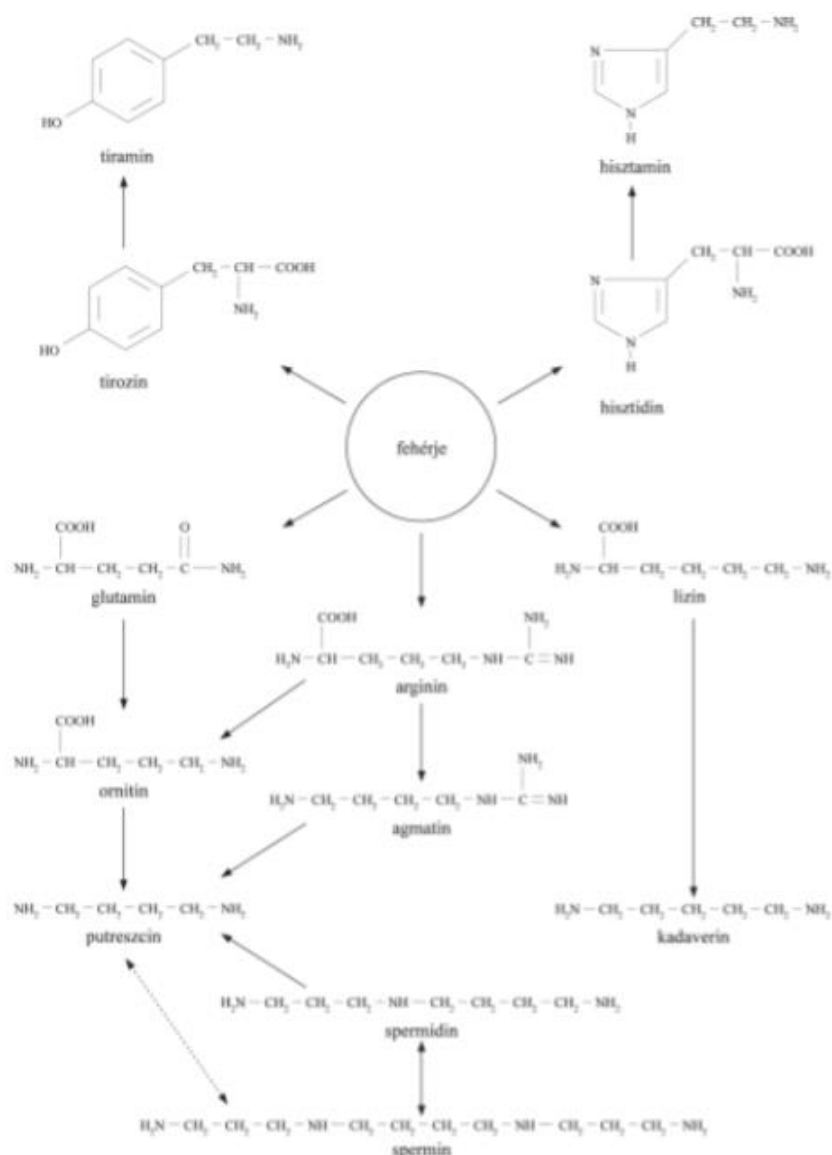 CH₂－CH₂－NH₂
HO
tiramin
CH₂－CH₂－NH₂
N
N
H
hisztamin
CH₂－CH－COOH
NH₂
HO
tirozin
CH₂－CH－COOH
NH₂
N
N
H
hisztidin
fehérje
COOH
O
NH₂－CH－CH₂－CH₂－C－NH₂
glutamin
COOH
H₂N－CH－CH₂－CH₂－CH₂－CH₂－NH₂
lizin
COOH
NH₂
H₂N－CH－CH₂－CH₂－CH₂－NH－C＝NH
arginin
COOH
NH₂－CH－CH₂－CH₂－CH₂－NH₂
ornitin
NH₂
H₂N－CH₂－CH₂－CH₂－CH₂－NH－C＝NH
agmatin
NH₂－CH₂－CH₂－CH₂－CH₂－NH₂
putreszcin
H₂N－CH₂－CH₂－CH₂－CH₂－CH₂－NH₂
kadaverin
H₂N－CH₂－CH₂－CH₂－NH－CH₂－CH₂－CH₂－CH₂－NH₂
spermidin
H₂N－CH₂－CH₂－CH₂－NH－CH₂－CH₂－CH₂－CH₂－NH－CH₂－CH₂－CH₂－NH₂
spermin